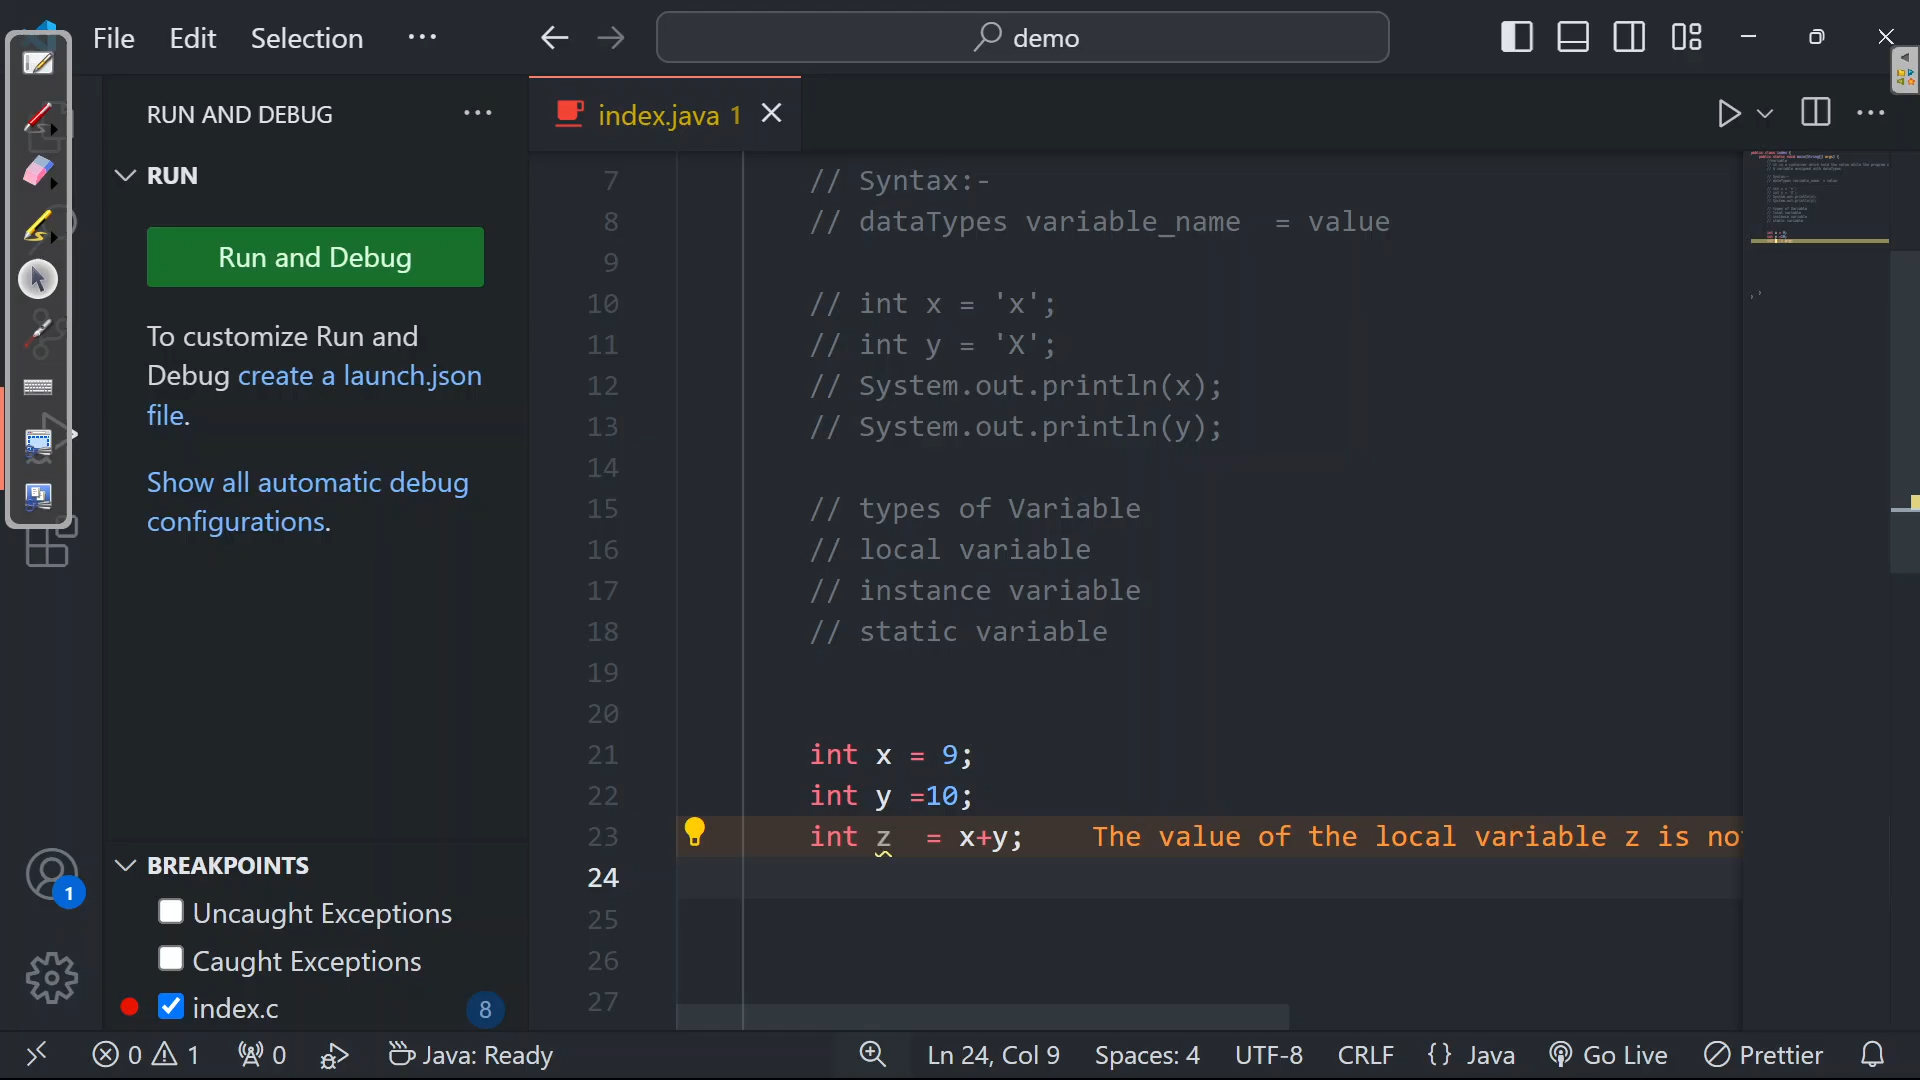 File Edit Selection ···
demo
RUN AND DEBUG ···
index.java 1
RUN
Run and Debug
To customize Run and
Debug create a launch.json
file.
Show all automatic debug
configurations.
7 // Syntax:-
8 // dataTypes variable_name = value
9
10 // int x = 'x';
11 // int y = 'X';
12 // System.out.println(x);
13 // System.out.println(y);
14
15 // types of Variable
16 // local variable
17 // instance variable
18 // static variable
19
20
21 int x = 9;
22 int y =10;
23 int z = x+y; The value of the local variable z is no
24
25
26
27
1
BREAKPOINTS
Uncaught Exceptions
Caught Exceptions
index.c 8
0 1 0 Java: Ready Ln 24, Col 9 Spaces: 4 UTF-8 CRLF {} Java Go Live Prettier